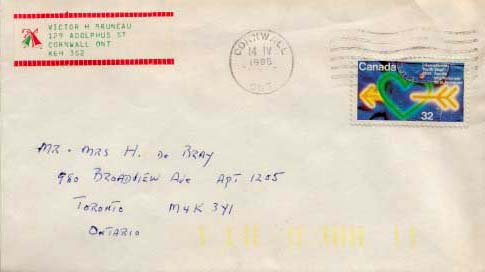 VICTOR H BRUNEAU
129 ADOLPHUS ST
CORNWALL ONT
K6H 3S2
CORNWALL
14 IV
1985
ONT.
Canada
32
MR. MRS H. De BRAY
980 BROADVIEW AVE APT 1205
TORONTO M4K 3Y1
ONTARIO